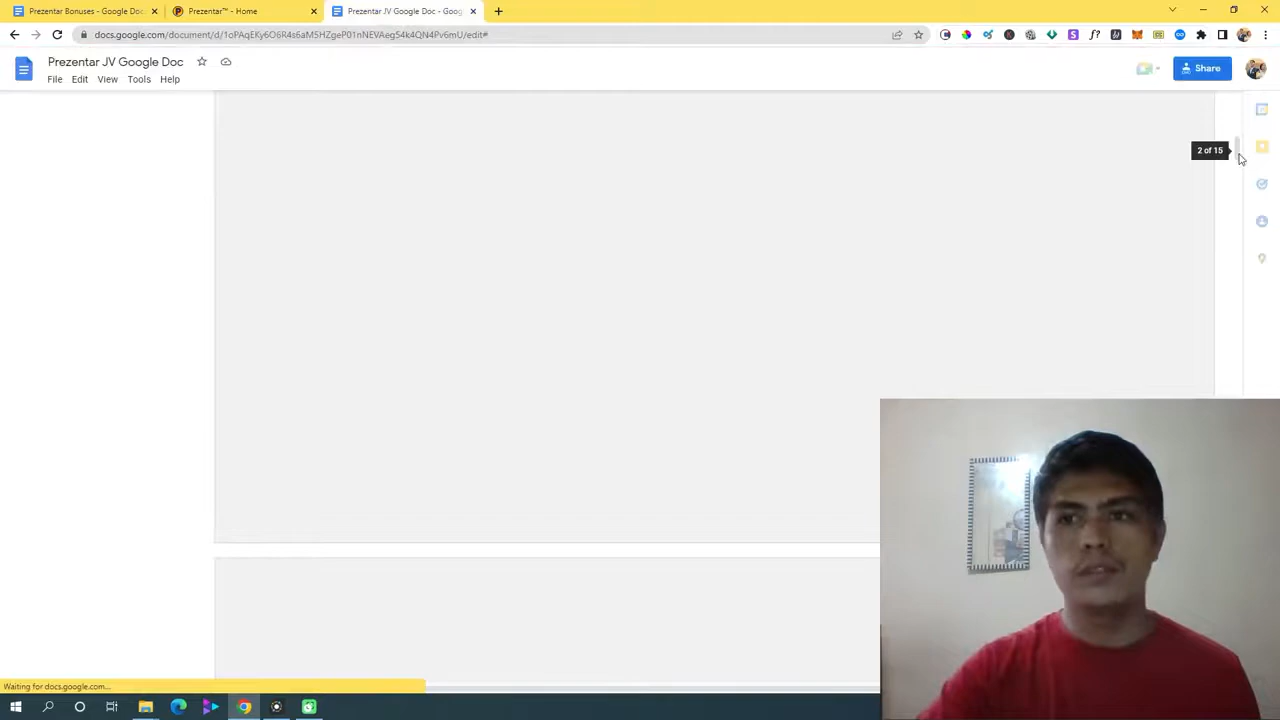 Prezentar Bonuses - Google Doc
Prezentar™ - Home
Prezentar JV Google Doc - Goog
docs.google.com/document/d/1oPAqEKy6O6R4s6aM5HZgeP01nNEVAeg54k4QN4Pv6mU/edit#
Prezentar JV Google Doc
Share
File Edit View Tools Help
2 of 15
Waiting for docs.google.com...